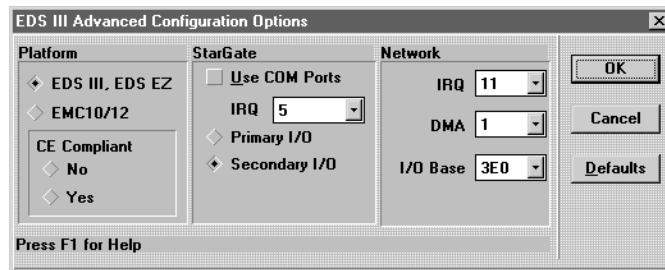 EDS III Advanced Configuration Options
Platform
EDS III, EDS EZ
EMC10/12
CE Compliant
No
Yes
StarGate
Use COM Ports
IRQ 5
Primary I/O
Secondary I/O
Network
IRQ 11
DMA 1
I/O Base 3E0
OK
Cancel
Defaults
Press F1 for Help